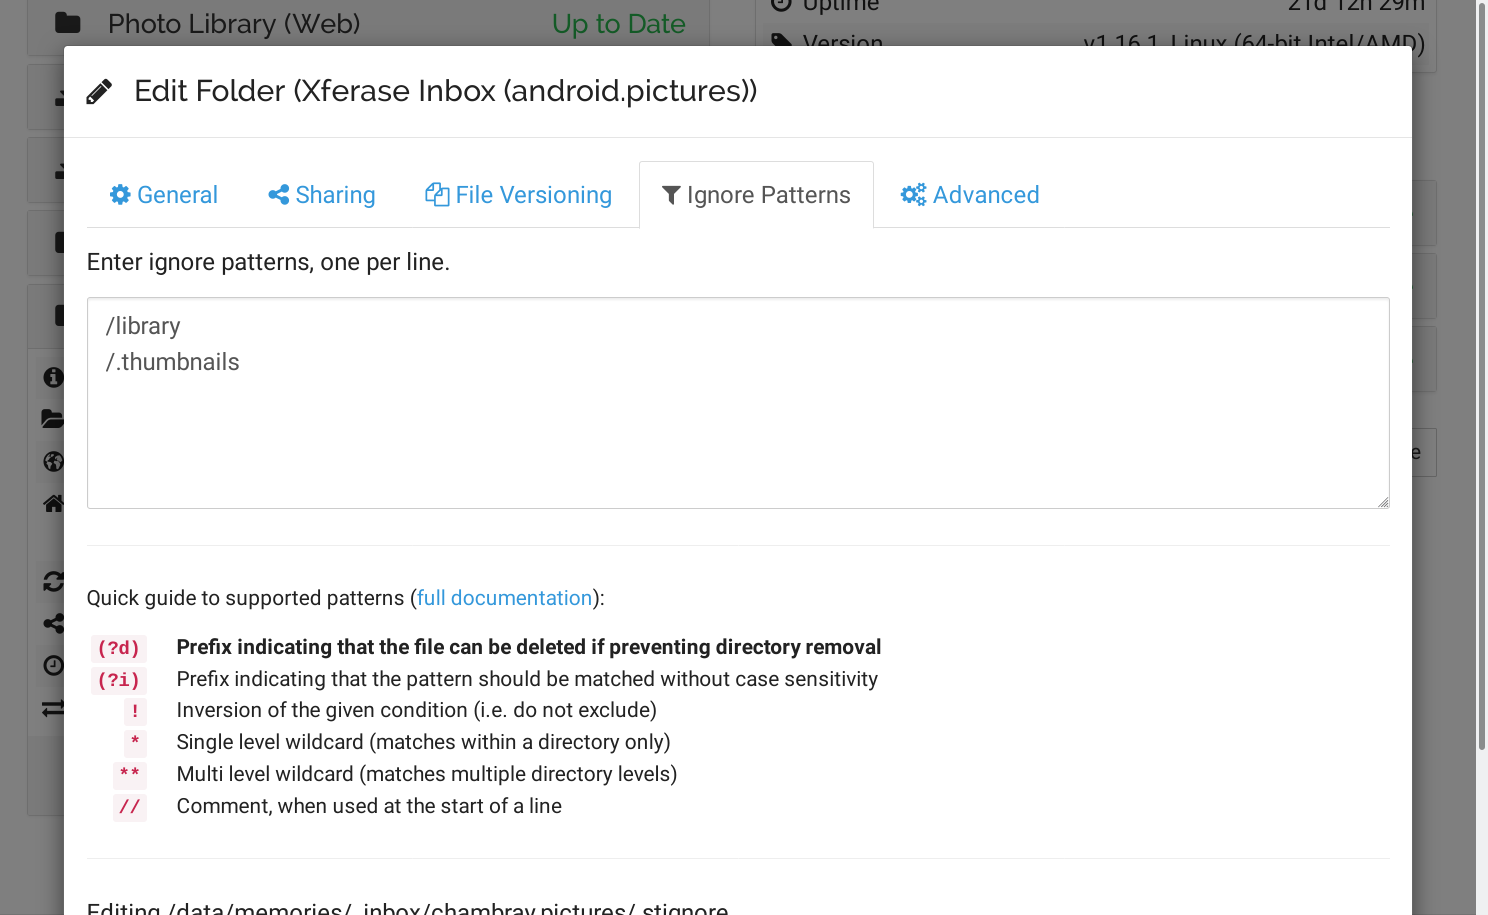 Photo Library (Web) Up to Date
Uptime 21d 12h 29m
Version v1.16.1, Linux (64-bit Intel/AMD)
Edit Folder (Xferase Inbox (android.pictures))
General Sharing File Versioning Ignore Patterns Advanced
Enter ignore patterns, one per line.
/library
/.thumbnails
e
Quick guide to supported patterns (full documentation):
(?d) Prefix indicating that the file can be deleted if preventing directory removal
(?i) Prefix indicating that the pattern should be matched without case sensitivity
! Inversion of the given condition (i.e. do not exclude)
* Single level wildcard (matches within a directory only)
** Multi level wildcard (matches multiple directory levels)
// Comment, when used at the start of a line
Editing /data/memories/_inbox/chambray.pictures/.stignore